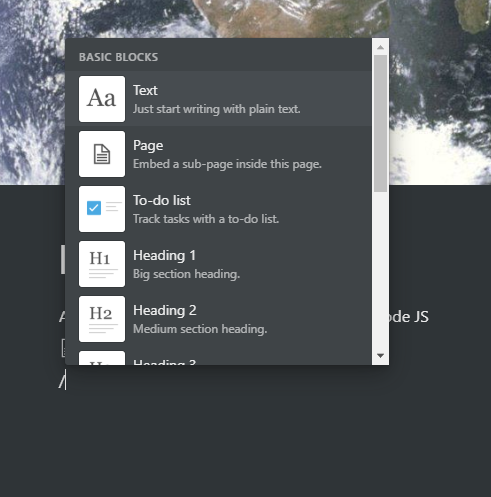 BASIC BLOCKS
Aa
Text
Just start writing with plain text.
Page
Embed a sub-page inside this page.
To-do list
Track tasks with a to-do list.
H1
Heading 1
Big section heading.
H2
Heading 2
Medium section heading.
Heading 3
JS
/